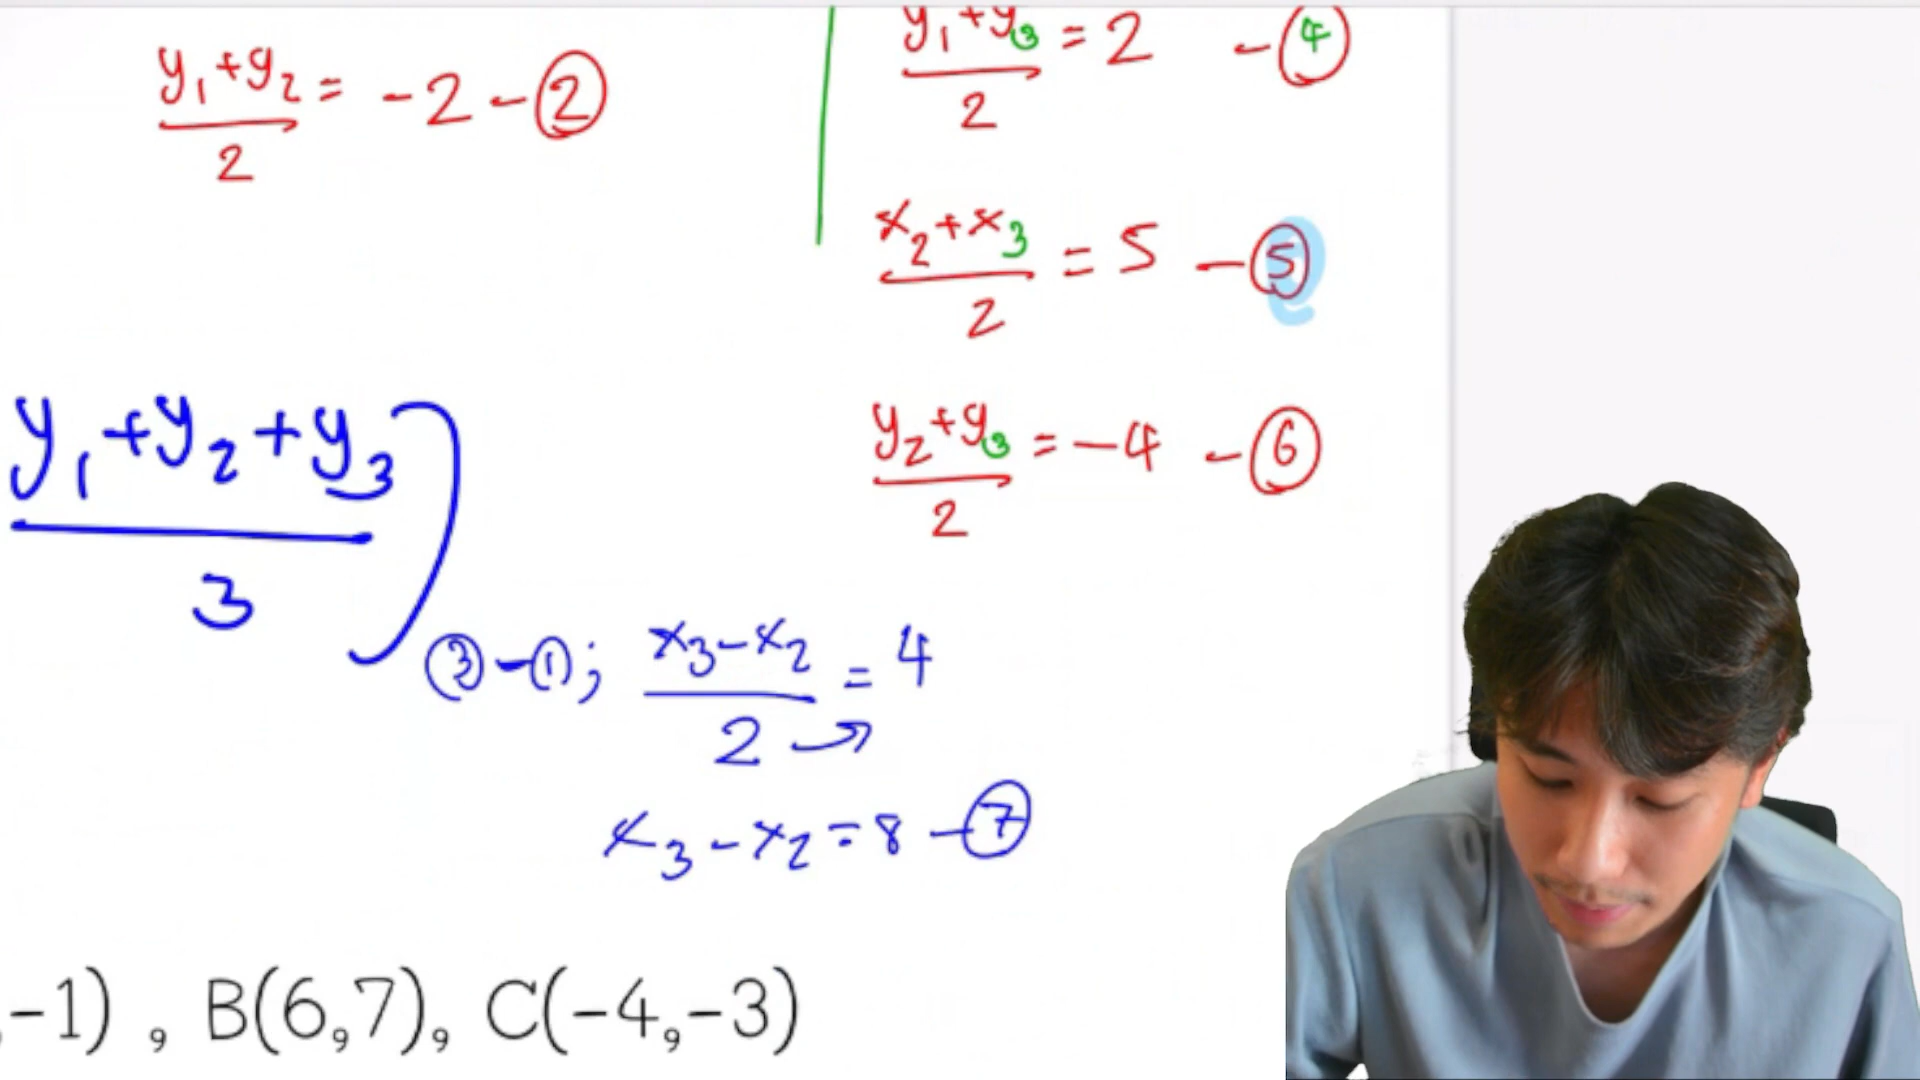 (y₁+y₂)/2 = -2 -②
(y₁+y₃)/2 = 2 -④
(x₂+x₃)/2 = 5 -⑤
(y₂+y₃)/2 = -4 -⑥
(y₁+y₂+y₃)/3 )
③-①; (x₃-x₂)/2 = 4
x₃-x₂=8 -⑦
-1) , B(6,7), C(-4,-3)